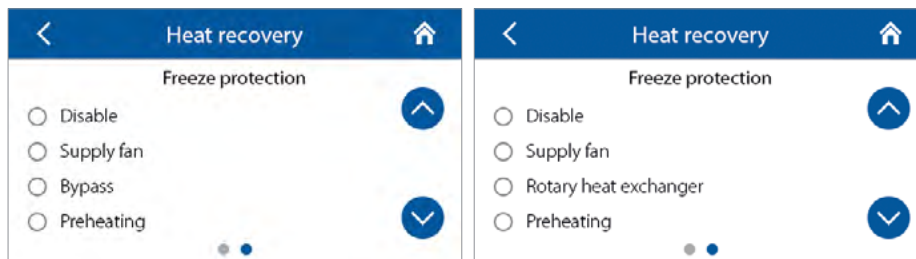 Heat recovery
Freeze protection
Disable
Supply fan
Bypass
Preheating
Heat recovery
Freeze protection
Disable
Supply fan
Rotary heat exchanger
Preheating